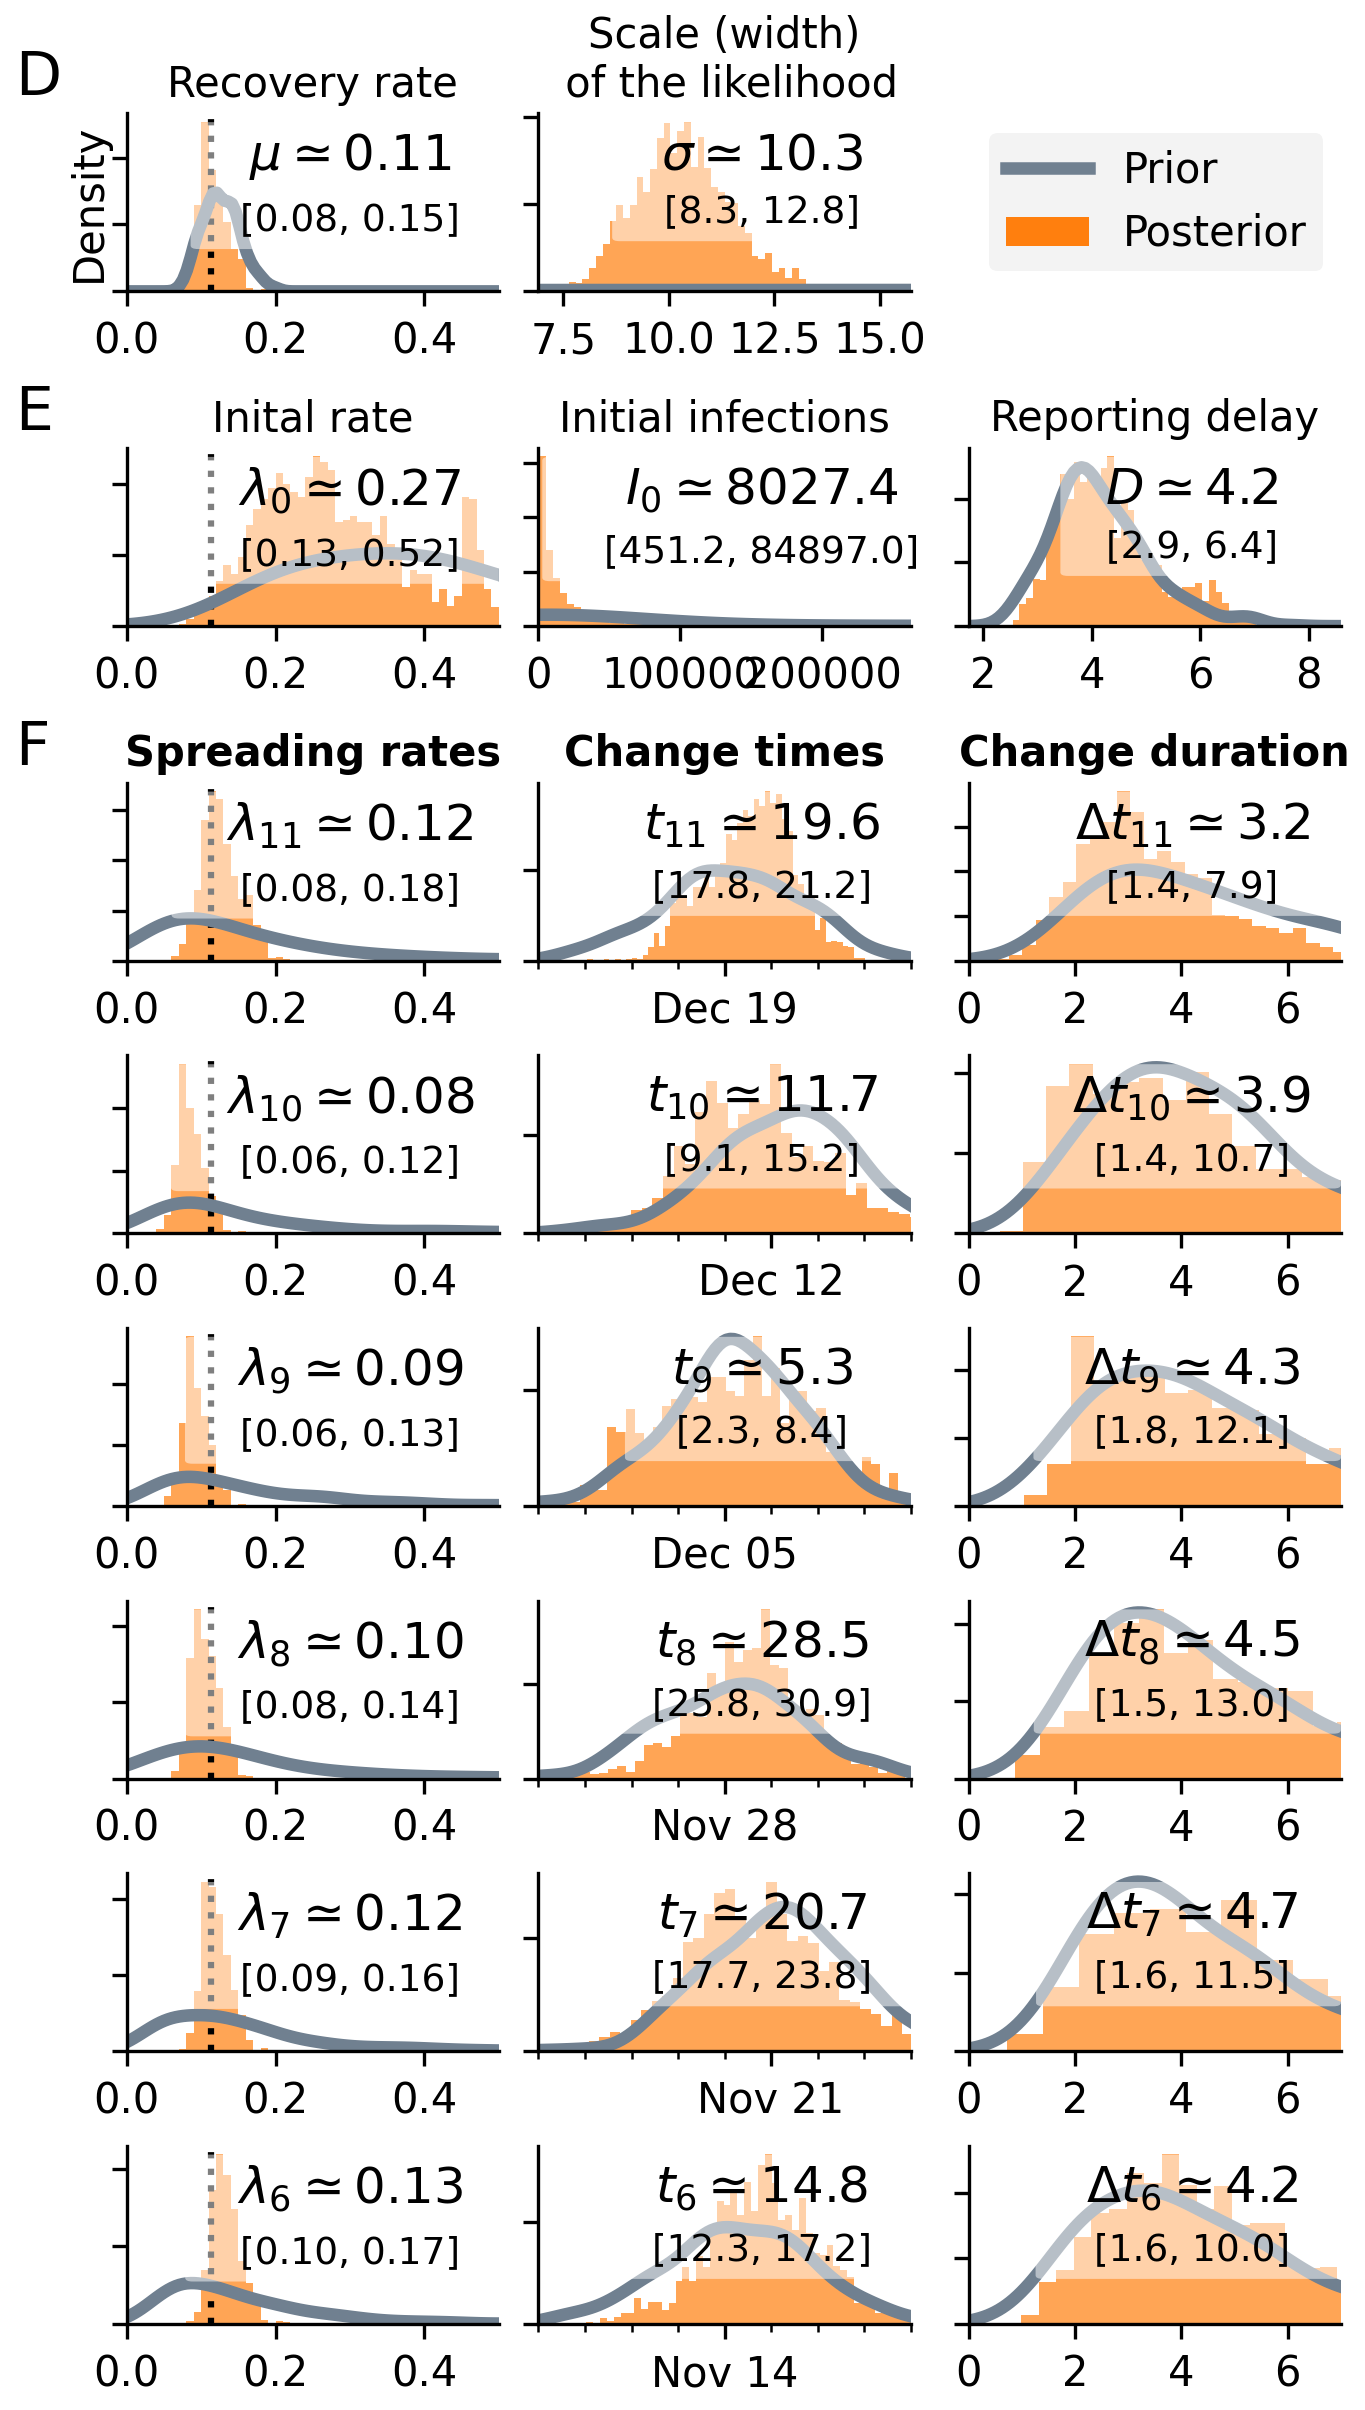 D
Recovery rate
Scale (width)
of the likelihood
Density
μ ≃ 0.11
[0.08, 0.15]
σ ≃ 10.3
[8.3, 12.8]
Prior
Posterior
0.0 0.2 0.4
7.5 10.0 12.5 15.0
E
Inital rate
Initial infections
Reporting delay
λ0 ≃ 0.27
[0.13, 0.52]
I0 ≃ 8027.4
[451.2, 84897.0]
D ≃ 4.2
[2.9, 6.4]
0.0 0.2 0.4
0 100000 200000
2 4 6 8
F
Spreading rates
Change times
Change duration
λ11 ≃ 0.12
[0.08, 0.18]
t11 ≃ 19.6
[17.8, 21.2]
Δt11 ≃ 3.2
[1.4, 7.9]
0.0 0.2 0.4
Dec 19
0 2 4 6
λ10 ≃ 0.08
[0.06, 0.12]
t10 ≃ 11.7
[9.1, 15.2]
Δt10 ≃ 3.9
[1.4, 10.7]
0.0 0.2 0.4
Dec 12
0 2 4 6
λ9 ≃ 0.09
[0.06, 0.13]
t9 ≃ 5.3
[2.3, 8.4]
Δt9 ≃ 4.3
[1.8, 12.1]
0.0 0.2 0.4
Dec 05
0 2 4 6
λ8 ≃ 0.10
[0.08, 0.14]
t8 ≃ 28.5
[25.8, 30.9]
Δt8 ≃ 4.5
[1.5, 13.0]
0.0 0.2 0.4
Nov 28
0 2 4 6
λ7 ≃ 0.12
[0.09, 0.16]
t7 ≃ 20.7
[17.7, 23.8]
Δt7 ≃ 4.7
[1.6, 11.5]
0.0 0.2 0.4
Nov 21
0 2 4 6
λ6 ≃ 0.13
[0.10, 0.17]
t6 ≃ 14.8
[12.3, 17.2]
Δt6 ≃ 4.2
[1.6, 10.0]
0.0 0.2 0.4
Nov 14
0 2 4 6